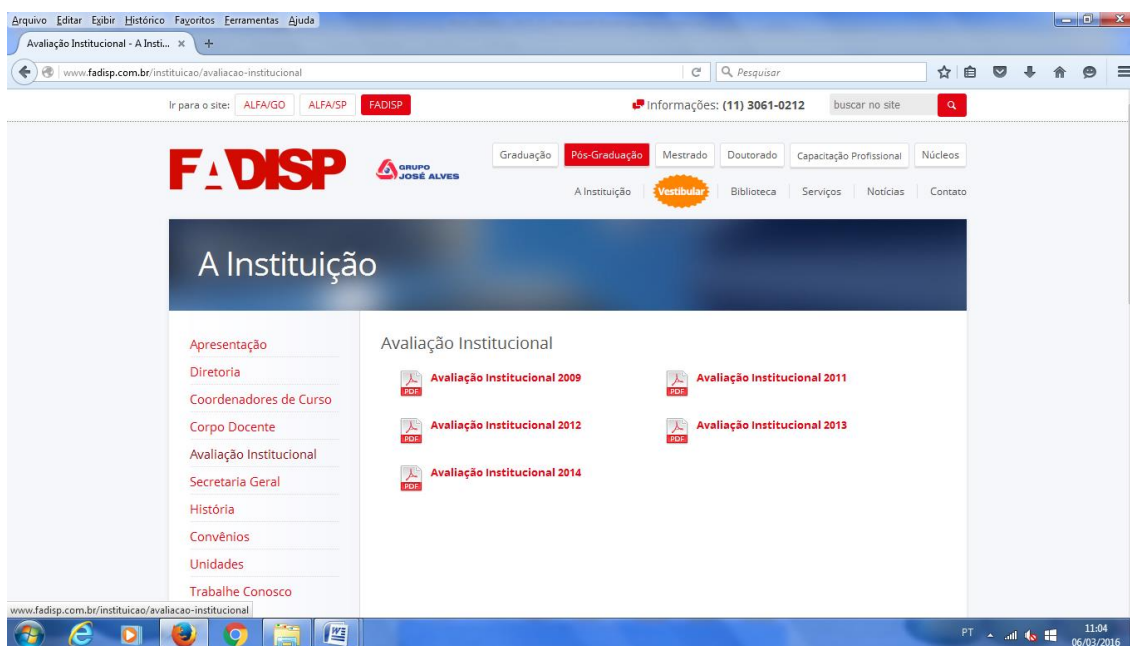 Arquivo Editar Exibir Histórico Favoritos Ferramentas Ajuda
Avaliação Institucional - A Insti... × +
www.fadisp.com.br/instituicao/avaliacao-institucional Pesquisar
Ir para o site: ALFA/GO ALFA/SP FADISP Informações: (11) 3061-0212 buscar no site
FADISP GRUPO JOSÉ ALVES
Graduação Pós-Graduação Mestrado Doutorado Capacitação Profissional Núcleos
A Instituição Vestibular Biblioteca Serviços Notícias Contato
A Instituição
Apresentação
Diretoria
Coordenadores de Curso
Corpo Docente
Avaliação Institucional
Secretaria Geral
História
Convênios
Unidades
Trabalhe Conosco
Avaliação Institucional
PDF Avaliação Institucional 2009 PDF Avaliação Institucional 2011
PDF Avaliação Institucional 2012 PDF Avaliação Institucional 2013
PDF Avaliação Institucional 2014
www.fadisp.com.br/instituicao/avaliacao-institucional
PT 11:04
06/03/2016